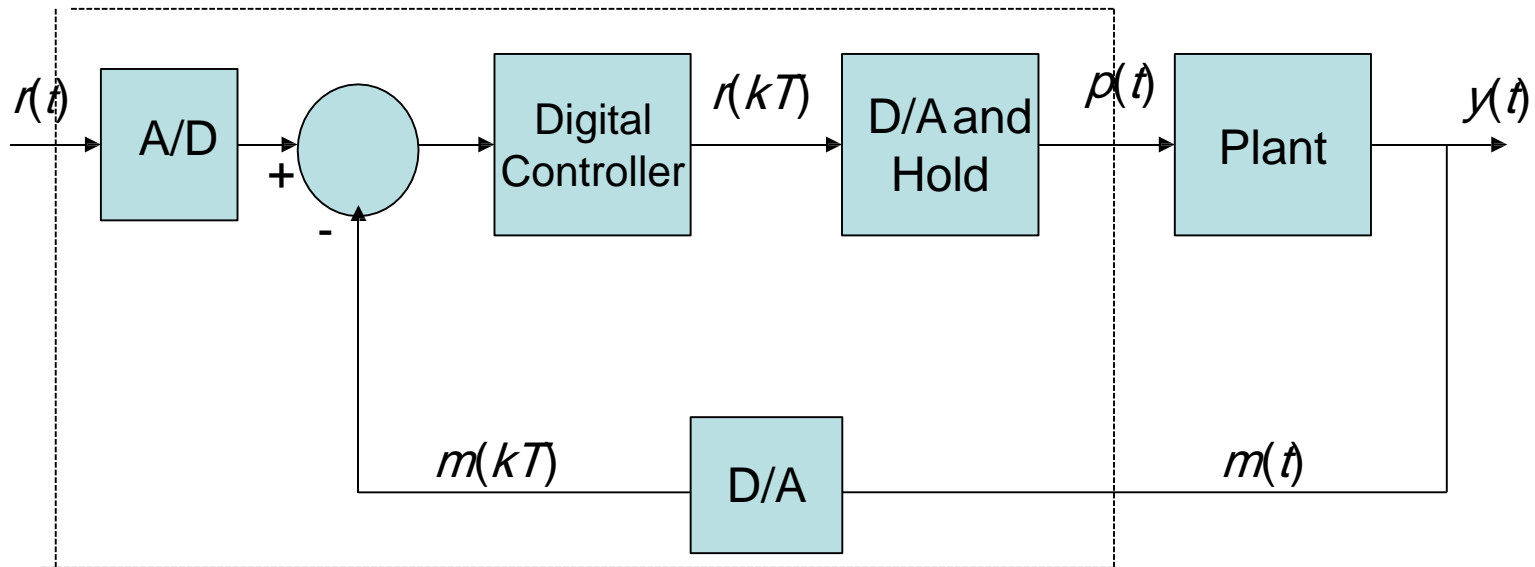 r(t)
A/D
+
-
Digital
Controller
r(kT)
D/A and
Hold
p(t)
Plant
y(t)
m(kT)
D/A
m(t)